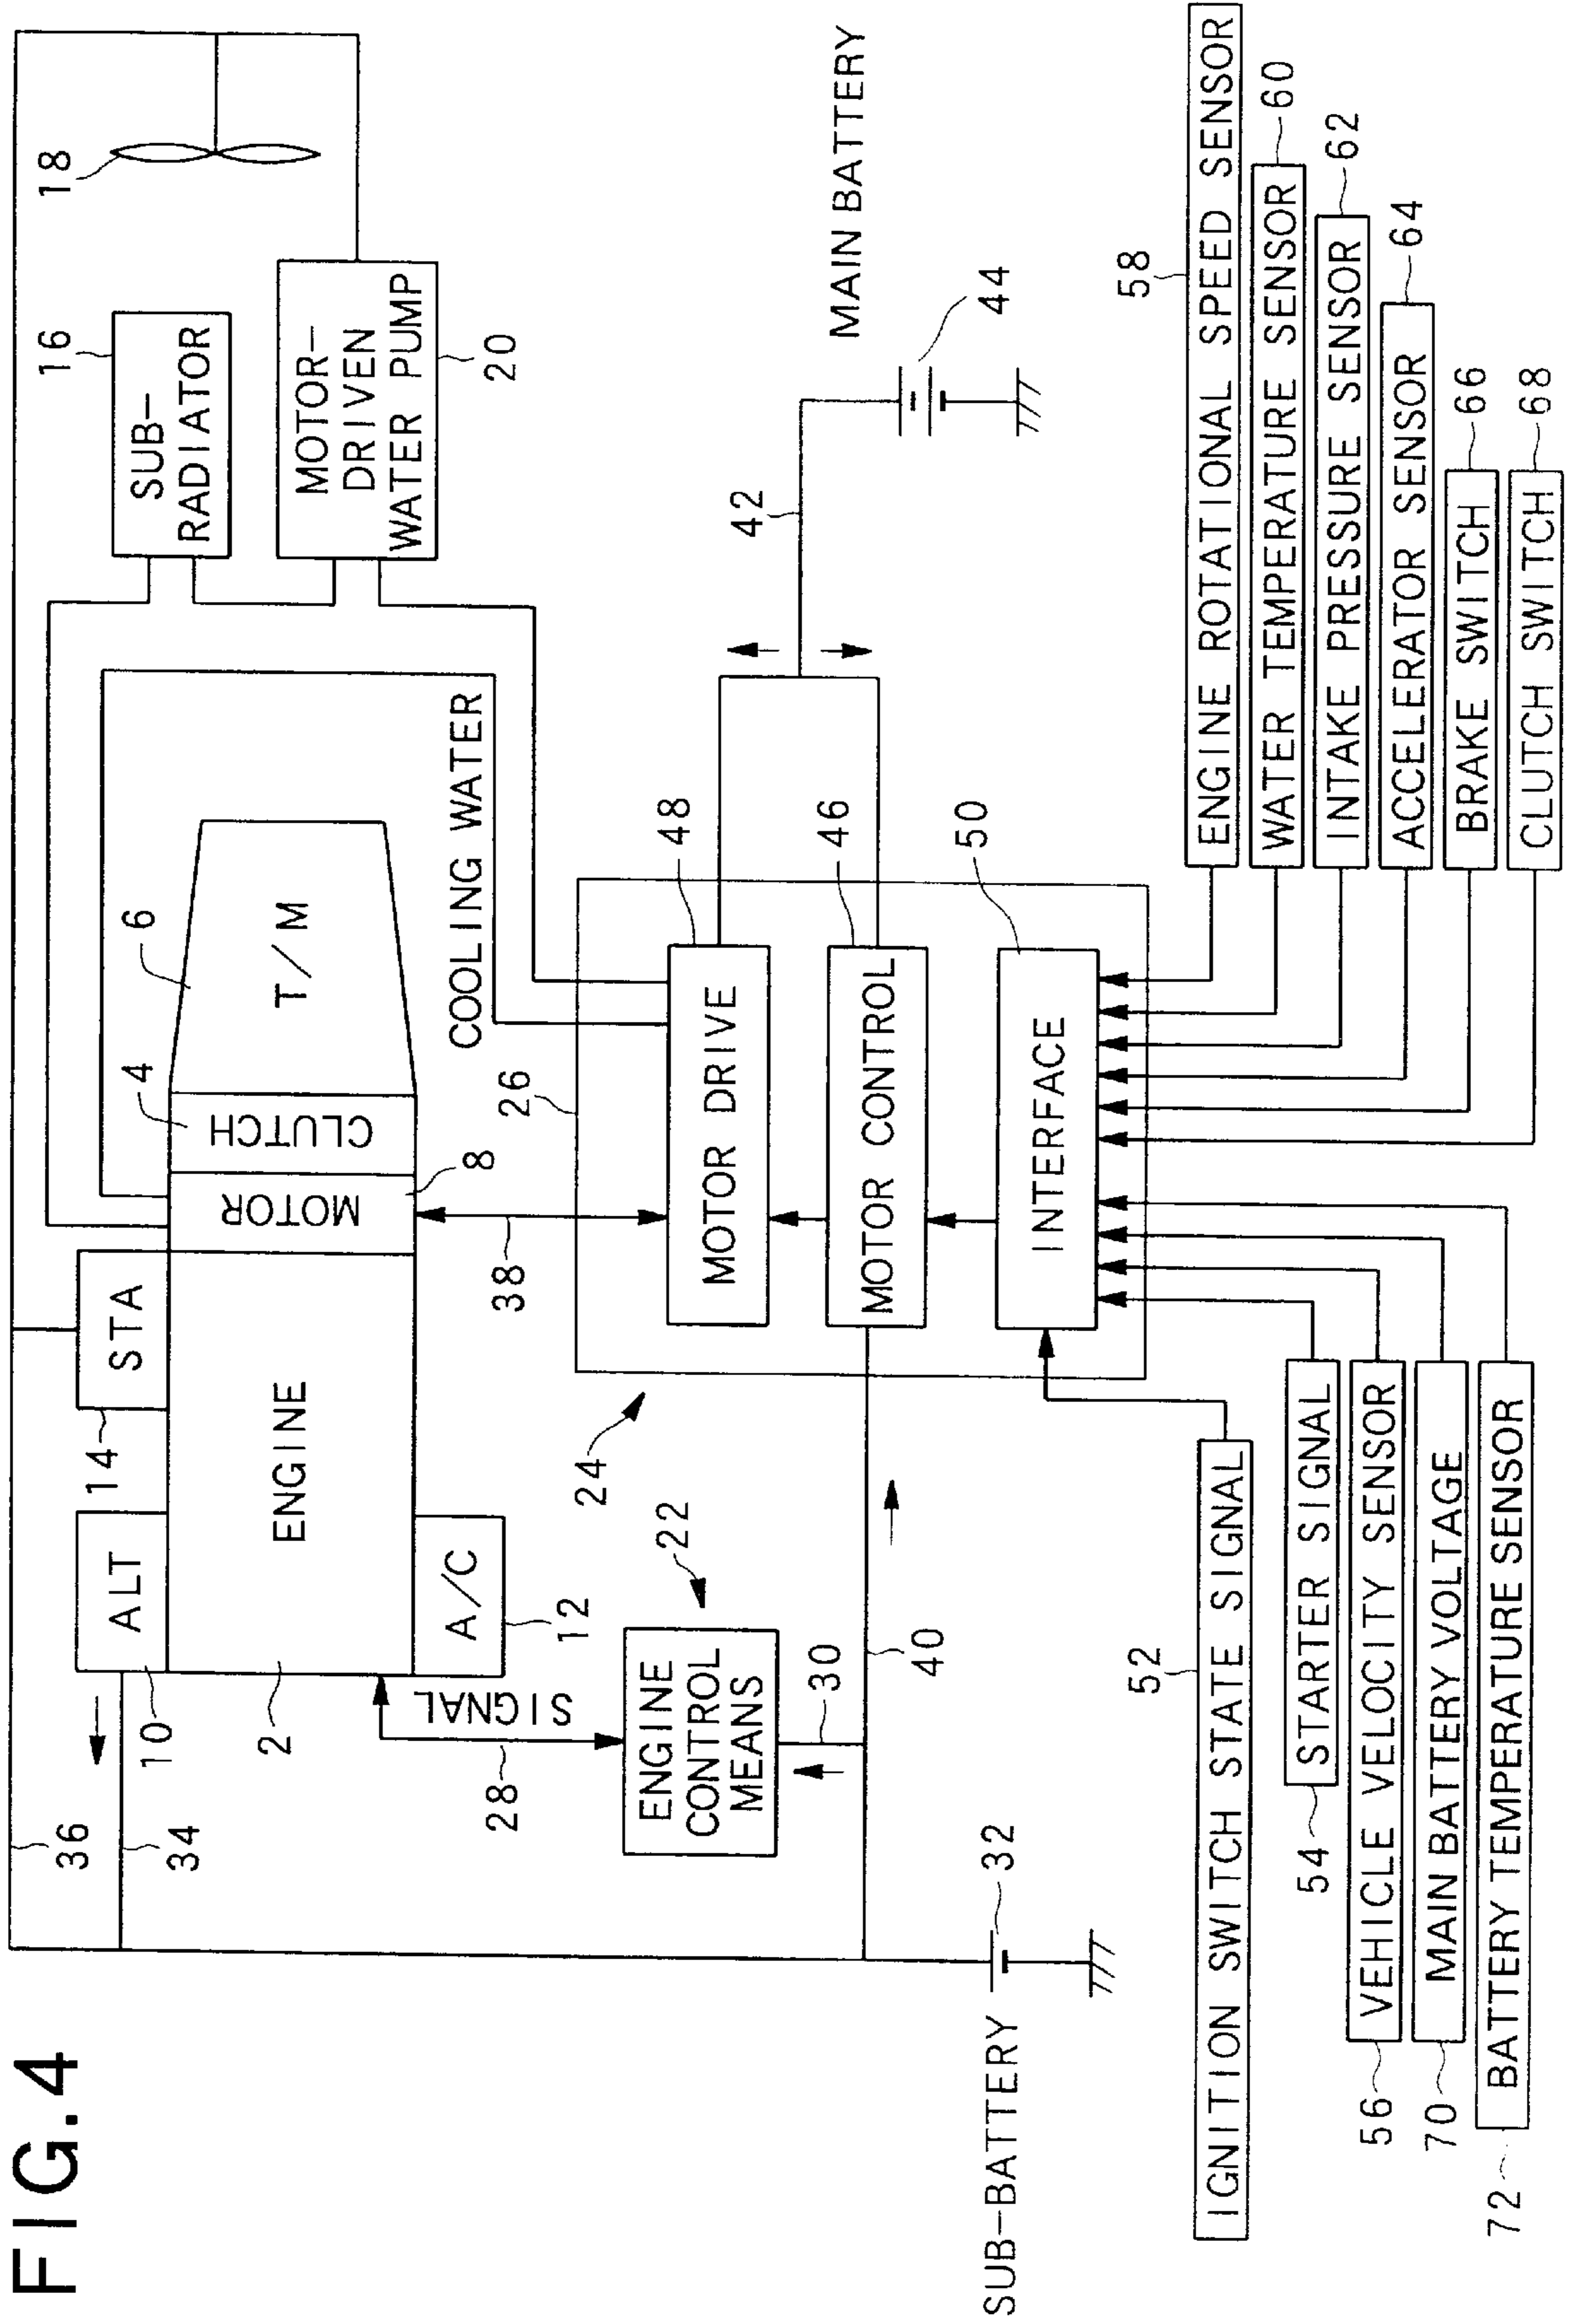 FIG.4
36
34
10
14
16
18
ALT
STA
4
6
SUB-
RADIATOR
2
ENGINE
MOTOR
CLUTCH
T/M
8
A/C
12
MOTOR-
DRIVEN
WATER PUMP
20
SIGNAL
28
38
COOLING WATER
26
ENGINE
CONTROL
MEANS
22
24
30
40
MOTOR DRIVE
48
MOTOR CONTROL
46
INTERFACE
50
42
MAIN BATTERY
44
SUB-BATTERY
32
52
IGNITION SWITCH STATE SIGNAL
54
STARTER SIGNAL
56
VEHICLE VELOCITY SENSOR
70
MAIN BATTERY VOLTAGE
72
BATTERY TEMPERATURE SENSOR
58
ENGINE ROTATIONAL SPEED SENSOR
WATER TEMPERATURE SENSOR
60
INTAKE PRESSURE SENSOR
62
ACCELERATOR SENSOR
64
BRAKE SWITCH
66
CLUTCH SWITCH
68